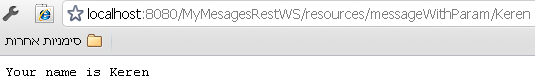 localhost:8080/MyMesagesRestWS/resources/messageWithParam/Keren
סימניות אחרות
Your name is Keren